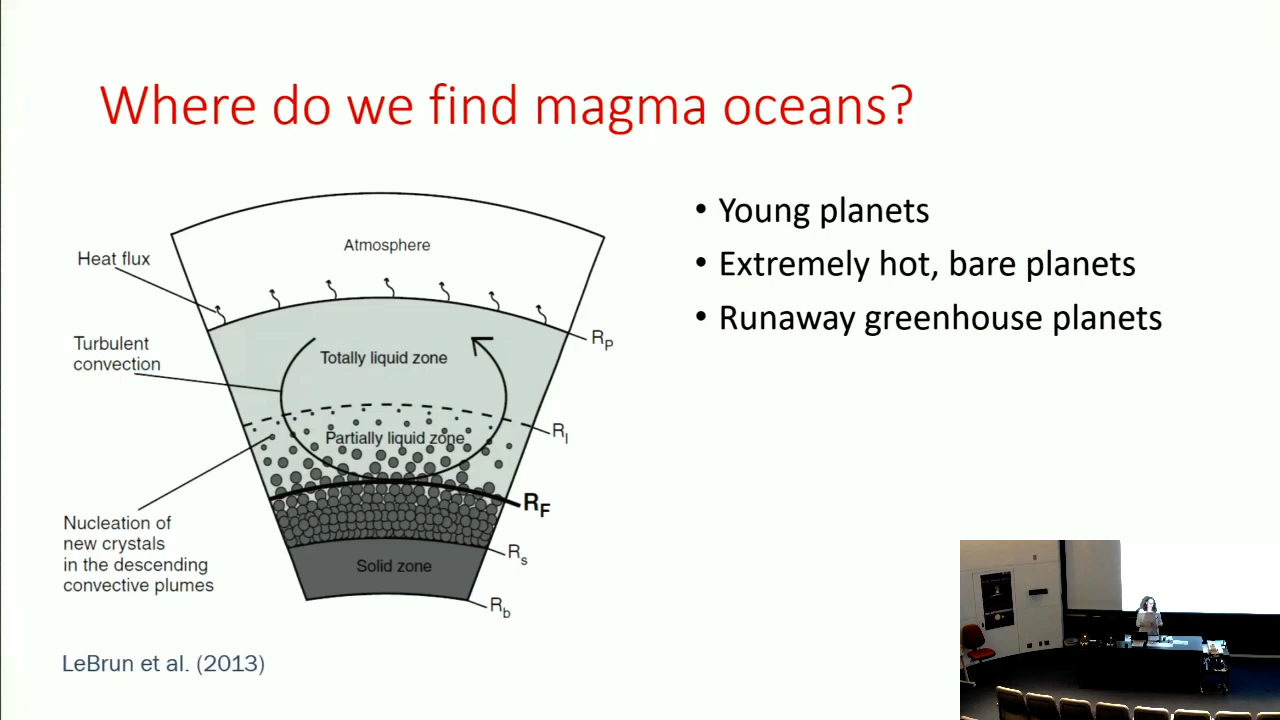 Where do we find magma oceans?
Atmosphere
Heat flux
Turbulent
convection
Totally liquid zone
Partially liquid zone
Nucleation of
new crystals
in the descending
convective plumes
Solid zone
R_P
R_l
R_F
R_s
R_b
LeBrun et al. (2013)
• Young planets
• Extremely hot, bare planets
• Runaway greenhouse planets